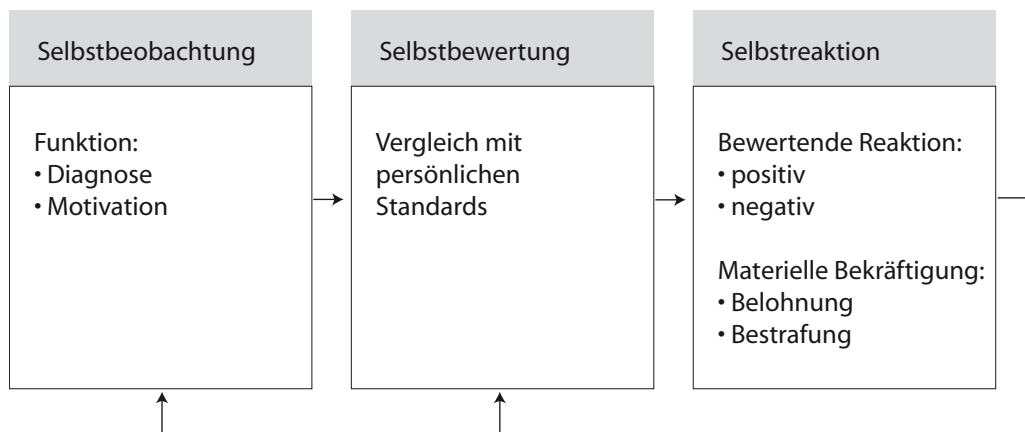 Selbstbeobachtung
Funktion:
• Diagnose
• Motivation
Selbstbewertung
Vergleich mit
persönlichen
Standards
Selbstreaktion
Bewertende Reaktion:
• positiv
• negativ
Materielle Bekräftigung:
• Belohnung
• Bestrafung